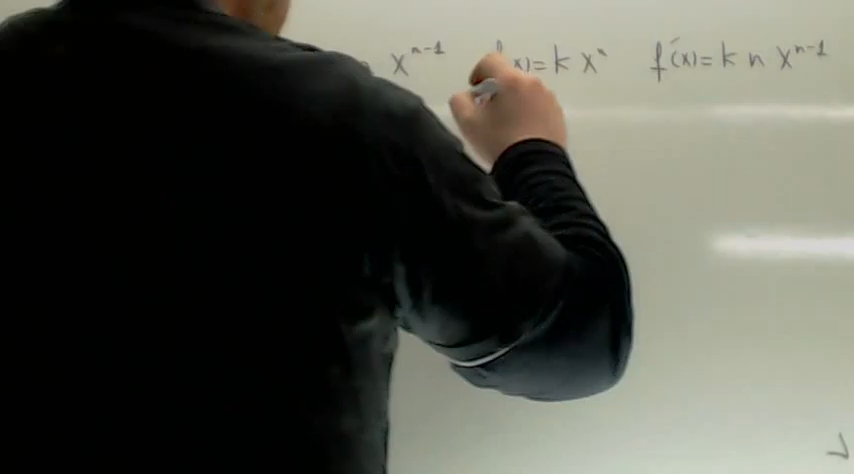 x^{n-1} f(x)=k x^n f'(x)=k n x^{n-1}